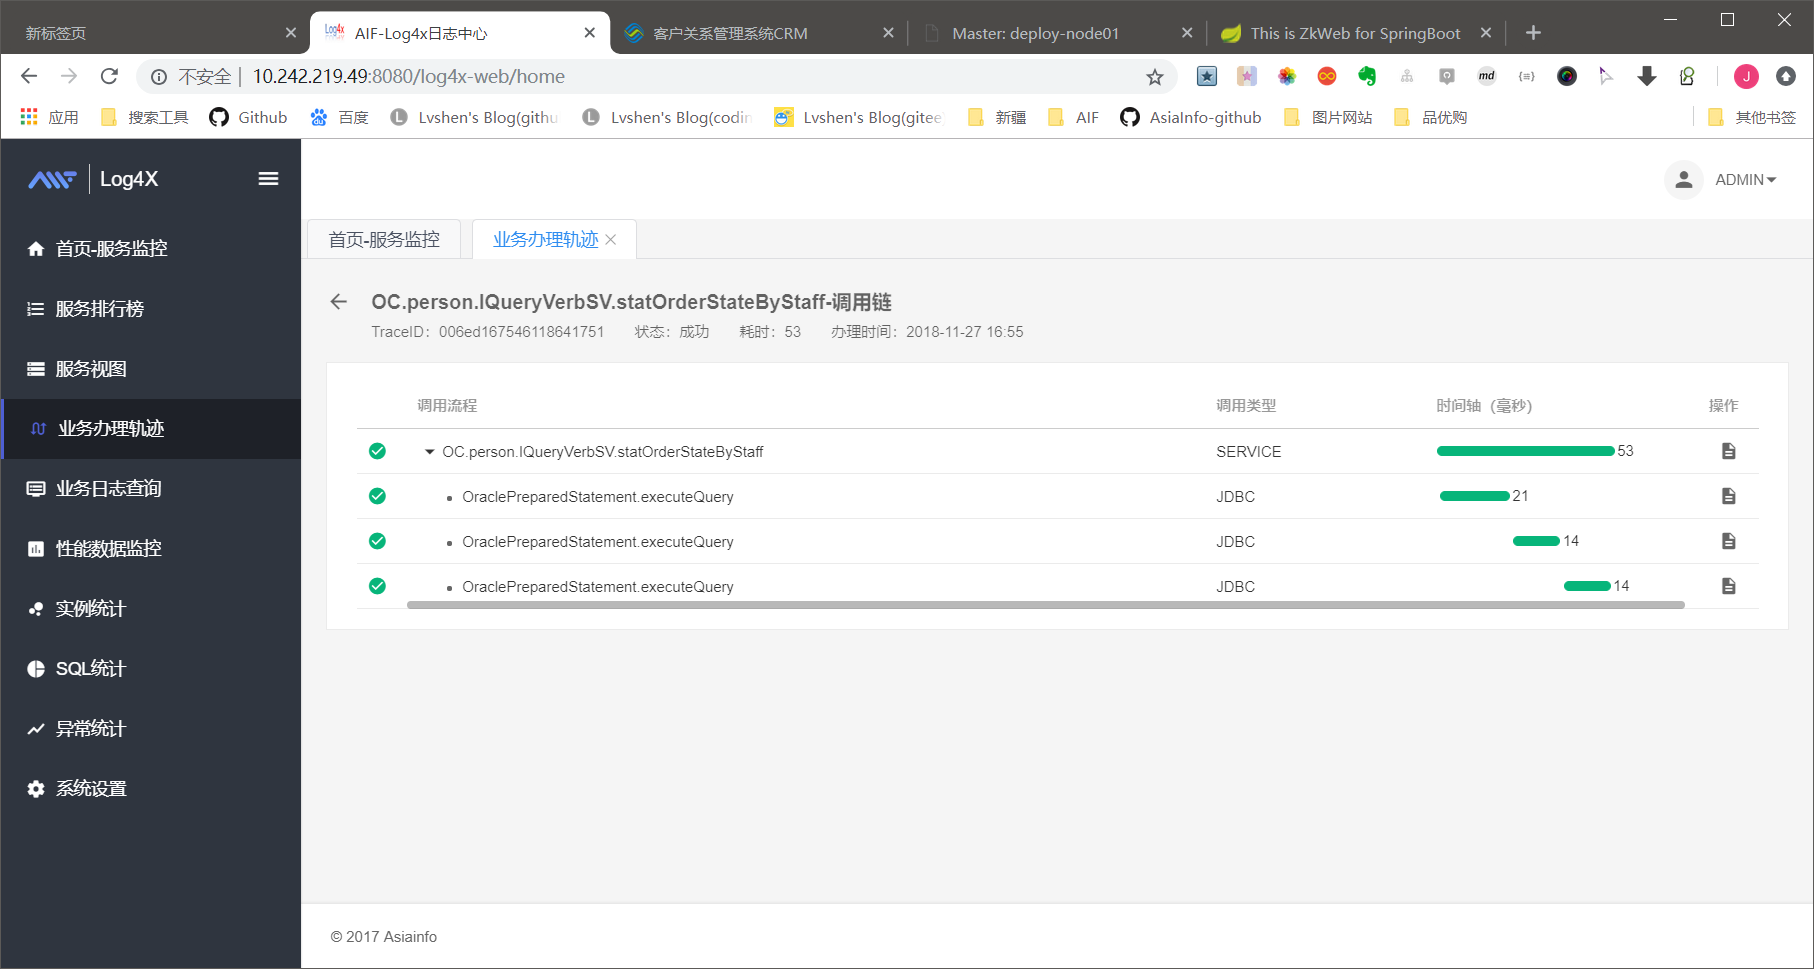 新标签页
AIF-Log4x日志中心
客户关系管理系统CRM
Master: deploy-node01
This is ZkWeb for SpringBoot
不安全 | 10.242.219.49:8080/log4x-web/home
md
J
应用
搜索工具
Github
百度
L Lvshen's Blog(githu
L Lvshen's Blog(codin
Lvshen's Blog(gitee
新疆
AIF
AsiaInfo-github
图片网站
品优购
其他书签
Log4X
ADMIN
首页-服务监控
服务排行榜
服务视图
业务办理轨迹
业务日志查询
性能数据监控
实例统计
SQL统计
异常统计
系统设置
首页-服务监控
业务办理轨迹
OC.person.IQueryVerbSV.statOrderStateByStaff-调用链
TraceID：006ed167546118641751 状态：成功 耗时：53 办理时间：2018-11-27 16:55
调用流程 调用类型 时间轴（毫秒） 操作
OC.person.IQueryVerbSV.statOrderStateByStaff SERVICE 53
OraclePreparedStatement.executeQuery JDBC 21
OraclePreparedStatement.executeQuery JDBC 14
OraclePreparedStatement.executeQuery JDBC 14
© 2017 Asiainfo